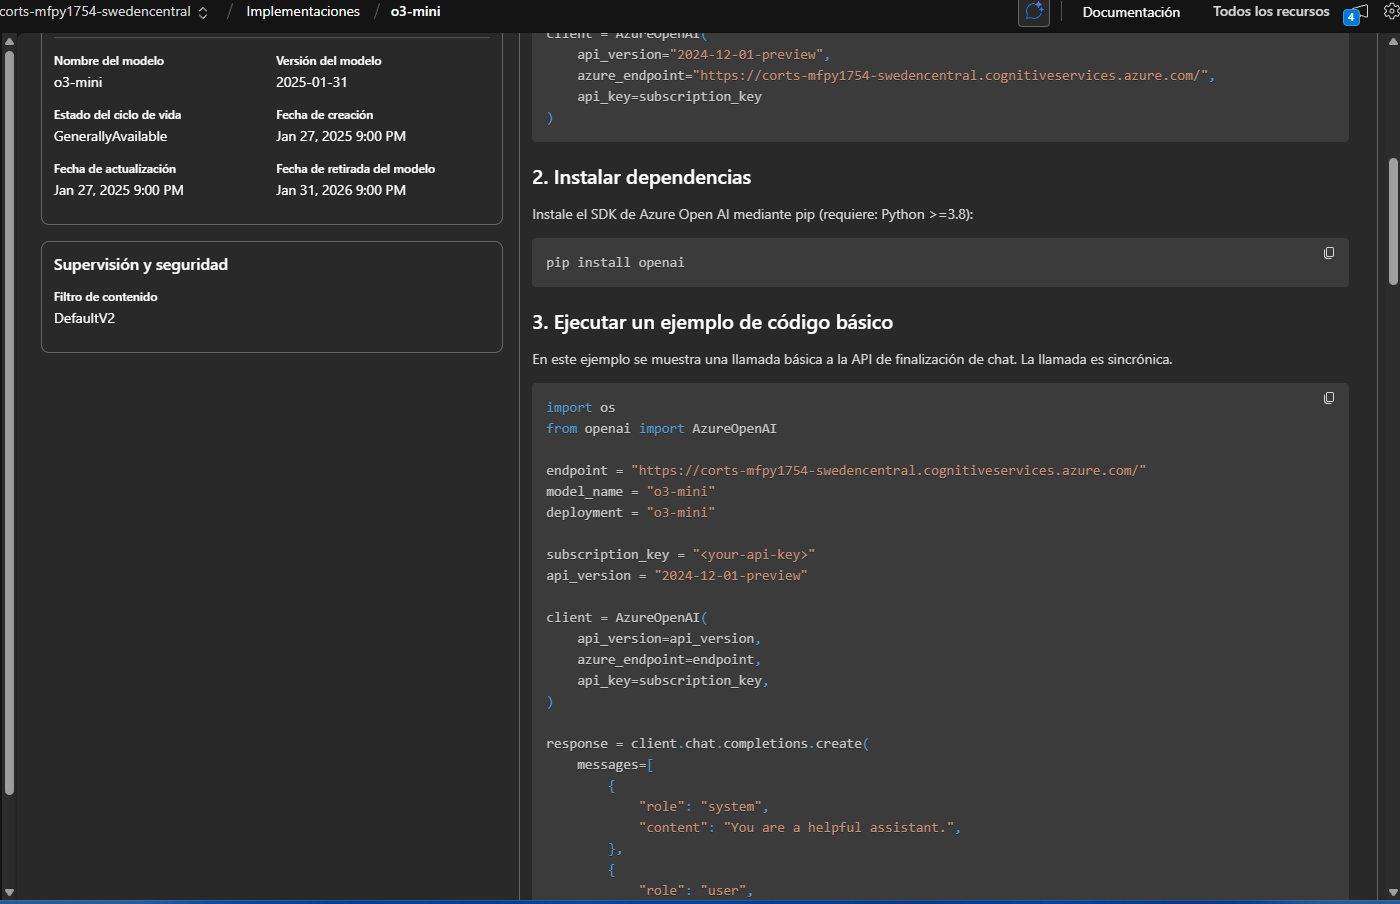 corts-mfpy1754-swedencentral / Implementaciones / o3-mini
Documentación Todos los recursos 4
Nombre del modelo Versión del modelo
o3-mini 2025-01-31
Estado del ciclo de vida Fecha de creación
GenerallyAvailable Jan 27, 2025 9:00 PM
Fecha de actualización Fecha de retirada del modelo
Jan 27, 2025 9:00 PM Jan 31, 2026 9:00 PM
Supervisión y seguridad
Filtro de contenido
DefaultV2
client = AzureOpenAI(
    api_version="2024-12-01-preview",
    azure_endpoint="https://corts-mfpy1754-swedencentral.cognitiveservices.azure.com/",
    api_key=subscription_key
)
2. Instalar dependencias
Instale el SDK de Azure Open AI mediante pip (requiere: Python >=3.8):
pip install openai
3. Ejecutar un ejemplo de código básico
En este ejemplo se muestra una llamada básica a la API de finalización de chat. La llamada es sincrónica.
import os
from openai import AzureOpenAI
endpoint = "https://corts-mfpy1754-swedencentral.cognitiveservices.azure.com/"
model_name = "o3-mini"
deployment = "o3-mini"
subscription_key = "<your-api-key>"
api_version = "2024-12-01-preview"
client = AzureOpenAI(
    api_version=api_version,
    azure_endpoint=endpoint,
    api_key=subscription_key,
)
response = client.chat.completions.create(
    messages=[
        {
            "role": "system",
            "content": "You are a helpful assistant.",
        },
        {
            "role": "user",